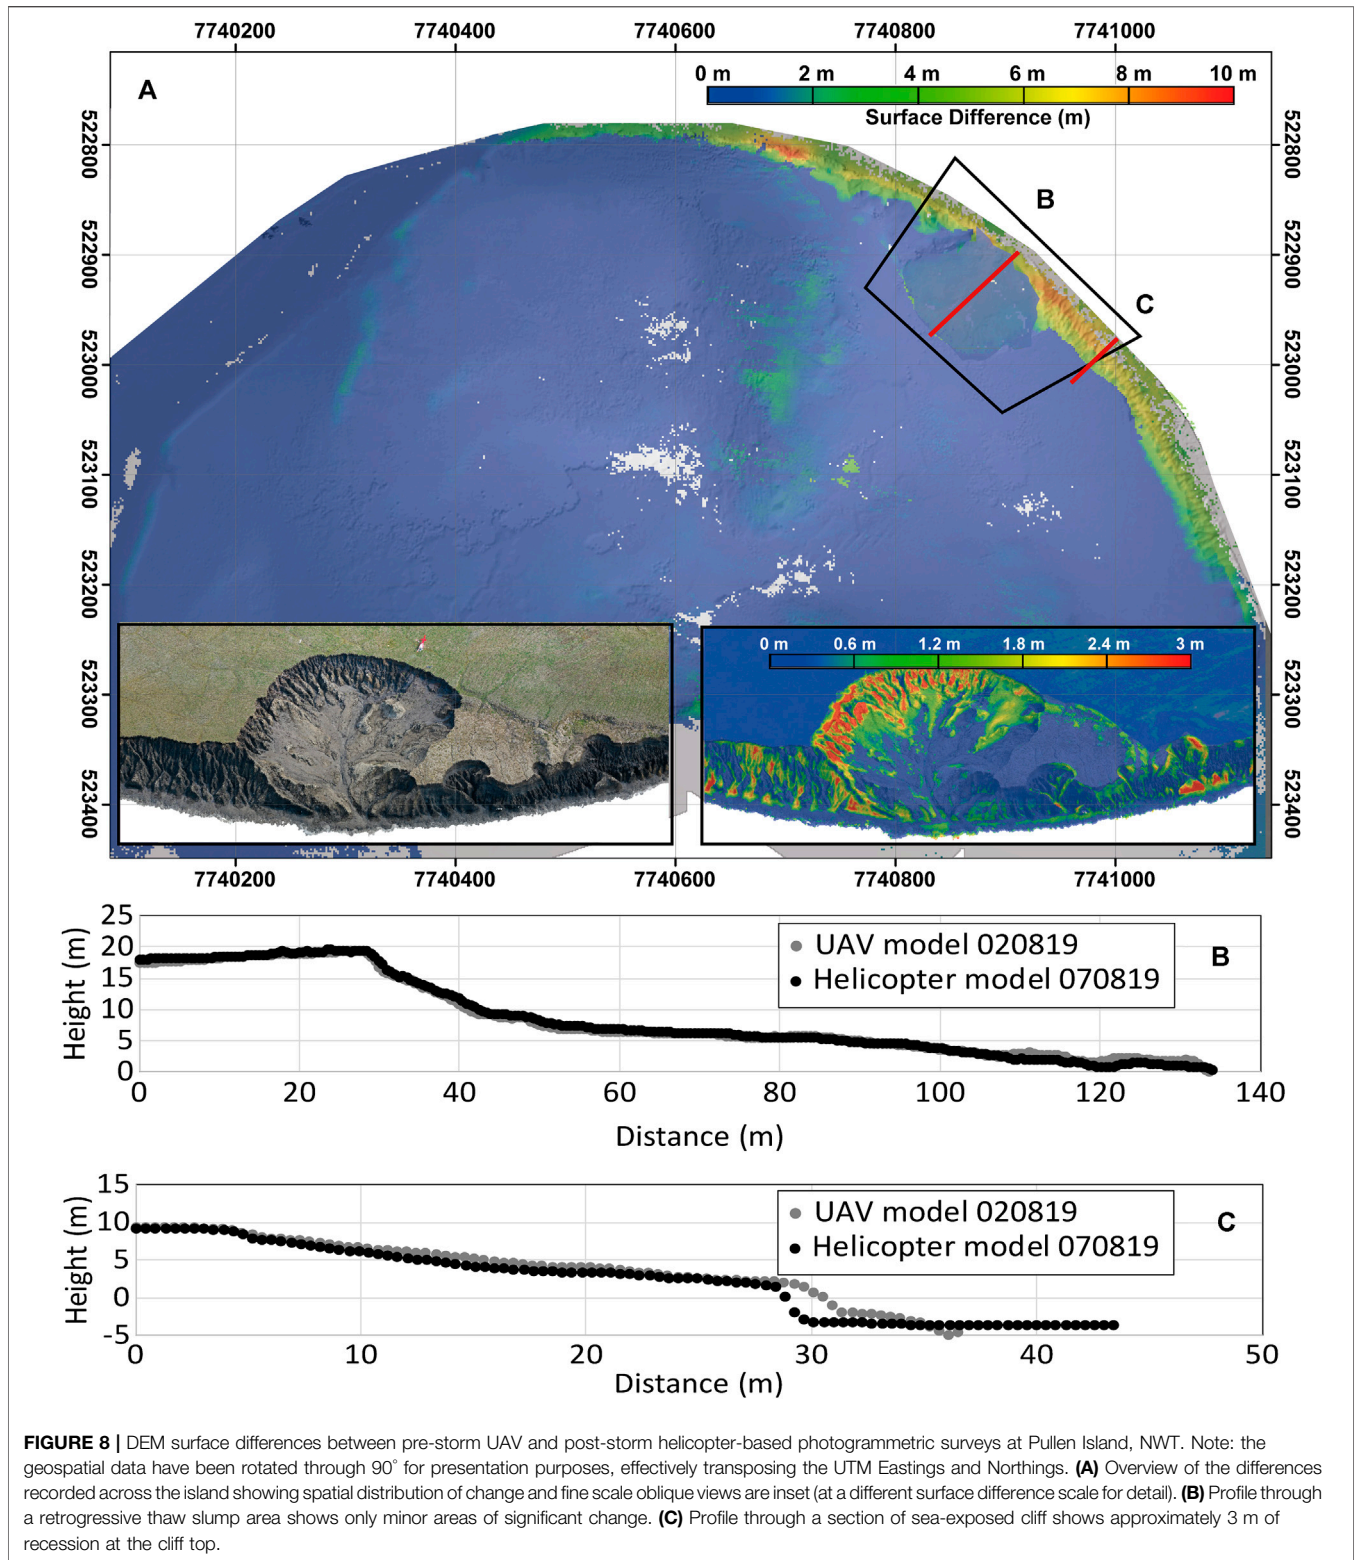 7740200 7740400 7740600 7740800 7741000
A
0 m 2 m 4 m 6 m 8 m 10 m
Surface Difference (m)
522800 522800
B
522900 522900
C
523000 523000
523100 523100
523200 523200
0 m 0.6 m 1.2 m 1.8 m 2.4 m 3 m
523300 523300
523400 523400
7740200 7740400 7740600 7740800 7741000
25
20
15
10
5
0
Height (m)
UAV model 020819
Helicopter model 070819
B
0 20 40 60 80 100 120 140
Distance (m)
15
10
5
0
-5
Height (m)
UAV model 020819
Helicopter model 070819
C
0 10 20 30 40 50
Distance (m)
FIGURE 8 | DEM surface differences between pre-storm UAV and post-storm helicopter-based photogrammetric surveys at Pullen Island, NWT. Note: the
geospatial data have been rotated through 90° for presentation purposes, effectively transposing the UTM Eastings and Northings. (A) Overview of the differences
recorded across the island showing spatial distribution of change and fine scale oblique views are inset (at a different surface difference scale for detail). (B) Profile through
a retrogressive thaw slump area shows only minor areas of significant change. (C) Profile through a section of sea-exposed cliff shows approximately 3 m of
recession at the cliff top.